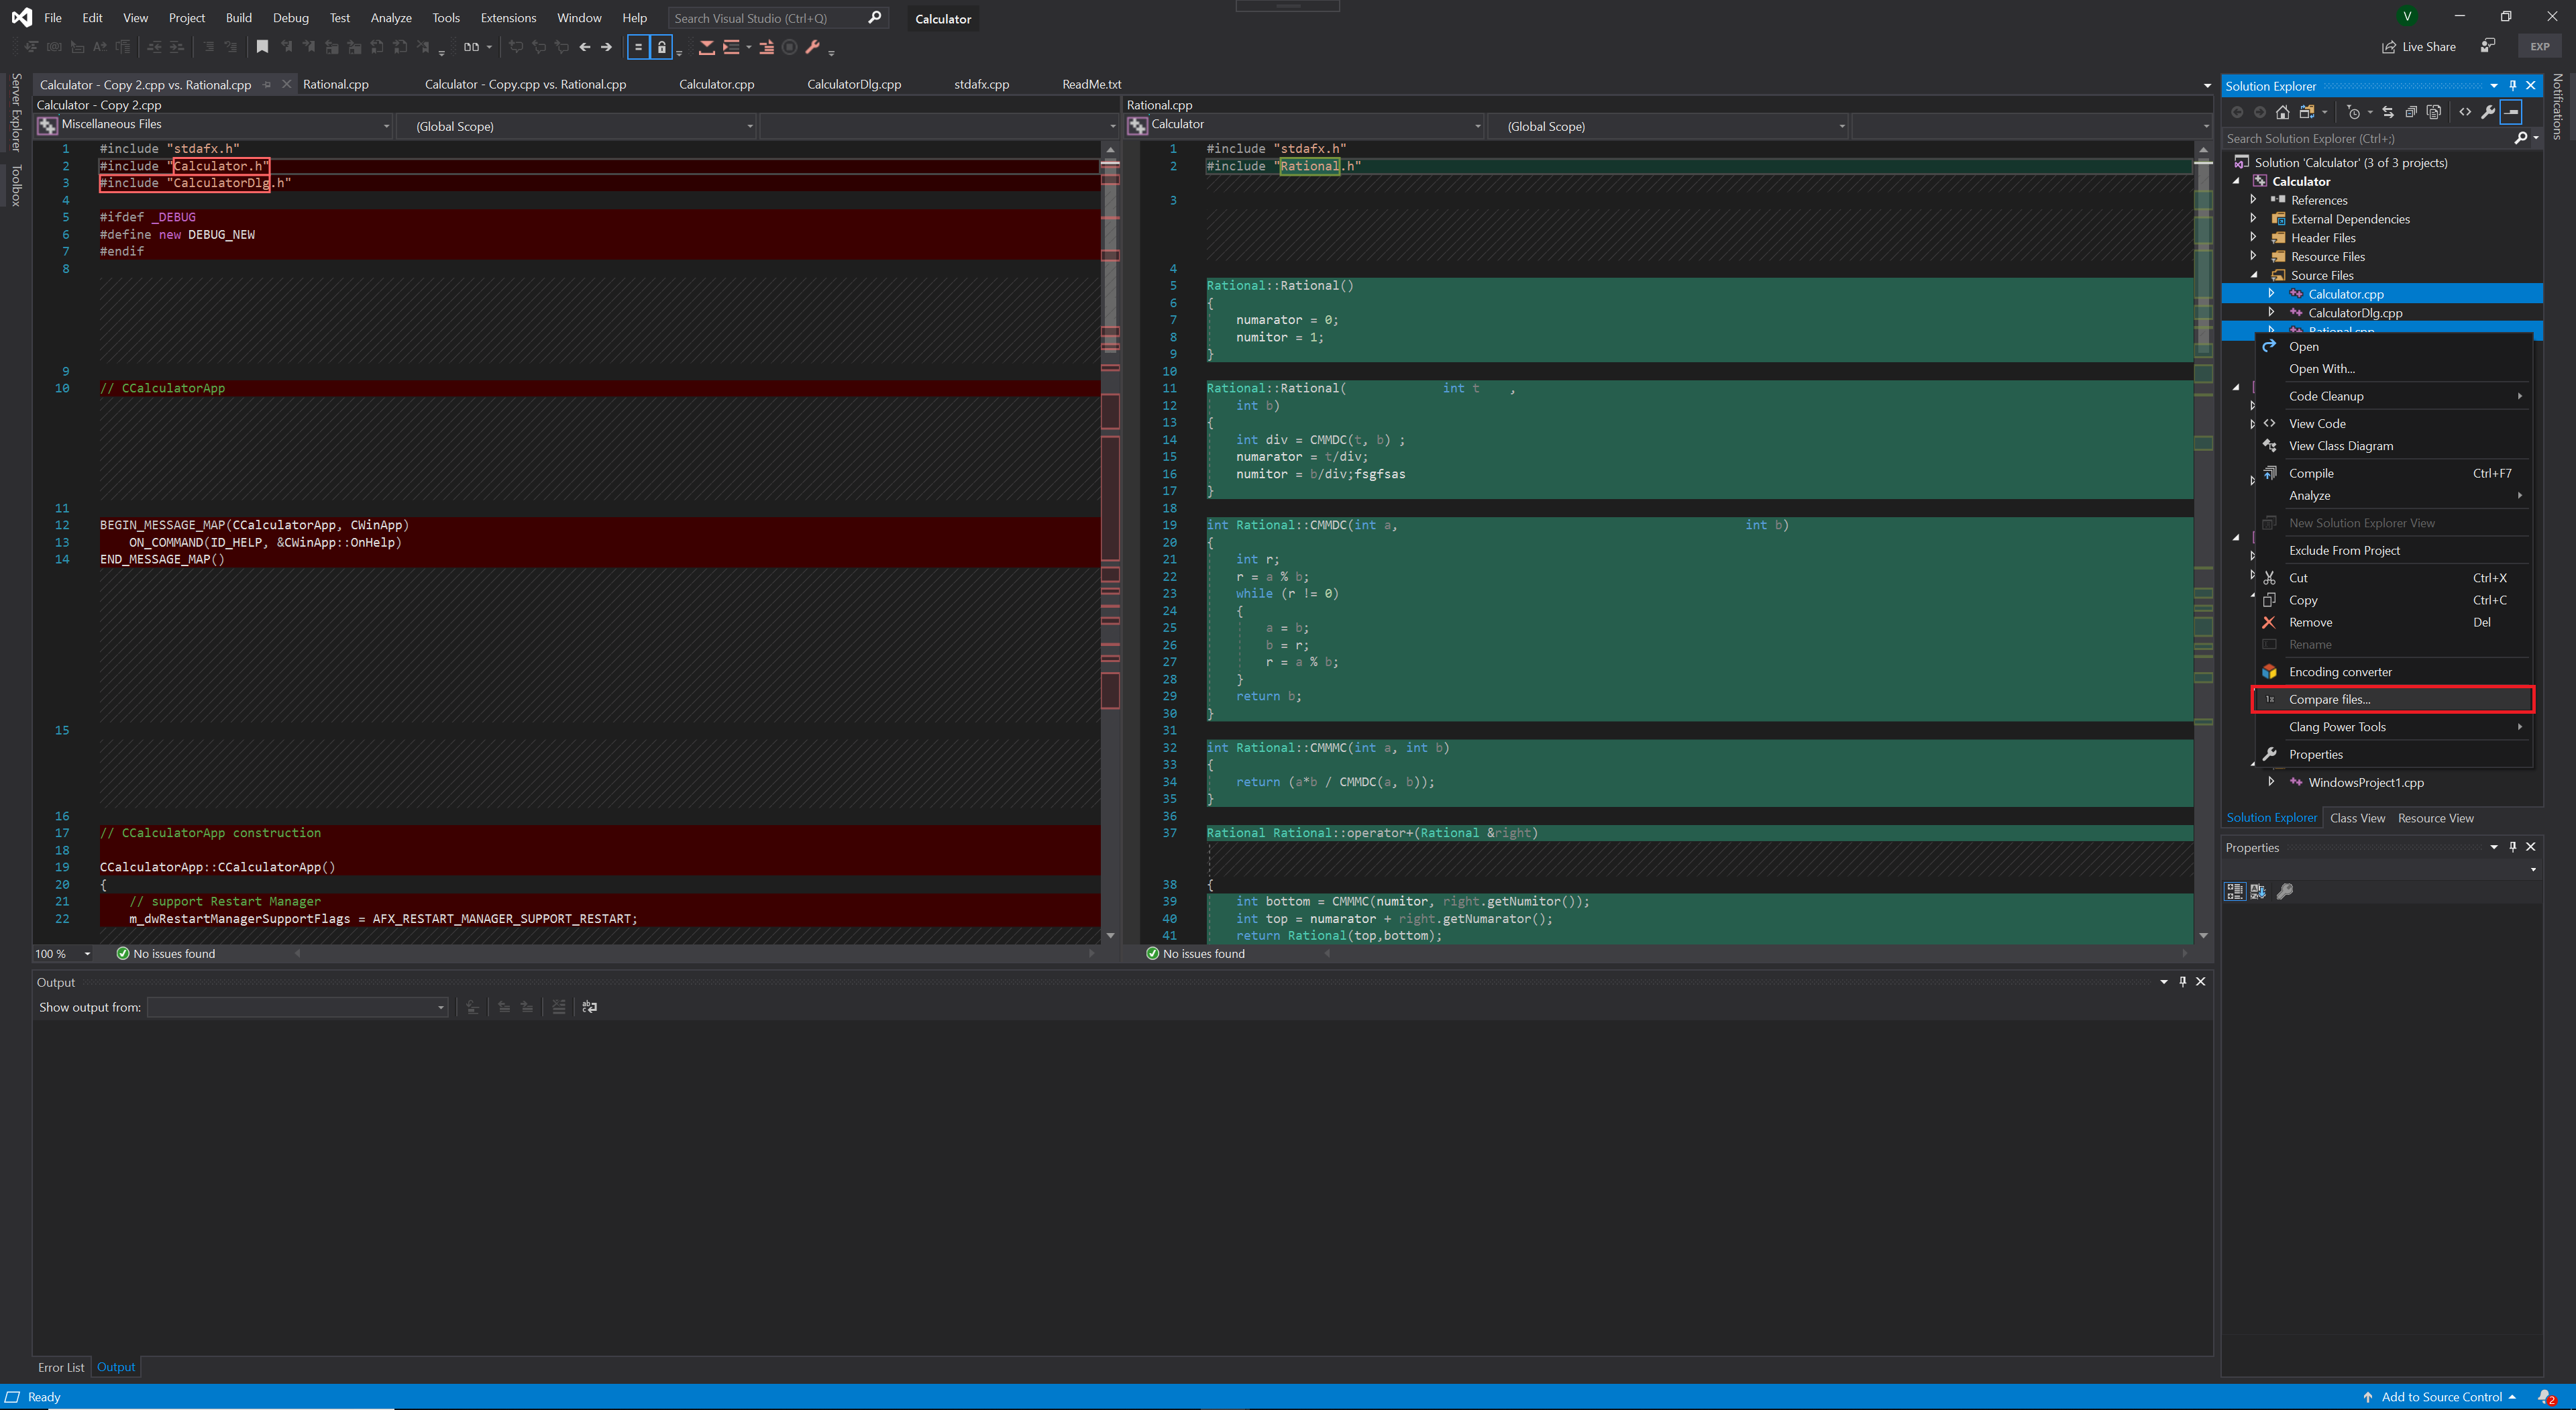 File Edit View Project Build Debug Test Analyze Tools Extensions Window Help Search Visual Studio (Ctrl+Q) Calculator V
Live Share EXP
Server Explorer
Toolbox
Notifications
Calculator - Copy 2.cpp vs. Rational.cpp Rational.cpp Calculator - Copy.cpp vs. Rational.cpp Calculator.cpp CalculatorDlg.cpp stdafx.cpp ReadMe.txt
Calculator - Copy 2.cpp
Miscellaneous Files (Global Scope)
1 #include "stdafx.h"
2 #include "Calculator.h"
3 #include "CalculatorDlg.h"
4
5 #ifdef _DEBUG
6 #define new DEBUG_NEW
7 #endif
8
9
10 // CCalculatorApp
11
12 BEGIN_MESSAGE_MAP(CCalculatorApp, CWinApp)
13 ON_COMMAND(ID_HELP, &CWinApp::OnHelp)
14 END_MESSAGE_MAP()
15
16
17 // CCalculatorApp construction
18
19 CCalculatorApp::CCalculatorApp()
20 {
21 // support Restart Manager
22 m_dwRestartManagerSupportFlags = AFX_RESTART_MANAGER_SUPPORT_RESTART;
100 % No issues found
Rational.cpp
Calculator (Global Scope)
1 #include "stdafx.h"
2 #include "Rational.h"
3
4
5 Rational::Rational()
6 {
7 numarator = 0;
8 numitor = 1;
9 }
10
11 Rational::Rational( int t ,
12 int b)
13 {
14 int div = CMMDC(t, b) ;
15 numarator = t/div;
16 numitor = b/div;fsgfsas
17 }
18
19 int Rational::CMMDC(int a, int b)
20 {
21 int r;
22 r = a % b;
23 while (r != 0)
24 {
25 a = b;
26 b = r;
27 r = a % b;
28 }
29 return b;
30 }
31
32 int Rational::CMMMC(int a, int b)
33 {
34 return (a*b / CMMDC(a, b));
35 }
36
37 Rational Rational::operator+(Rational &right)
38 {
39 int bottom = CMMMC(numitor, right.getNumitor());
40 int top = numarator + right.getNumarator();
41 return Rational(top,bottom);
No issues found
Solution Explorer
Search Solution Explorer (Ctrl+;)
Solution 'Calculator' (3 of 3 projects)
Calculator
References
External Dependencies
Header Files
Resource Files
Source Files
Calculator.cpp
CalculatorDlg.cpp
Rational.cpp
Open
Open With...
Code Cleanup
View Code
View Class Diagram
Compile Ctrl+F7
Analyze
New Solution Explorer View
Exclude From Project
Cut Ctrl+X
Copy Ctrl+C
Remove Del
Rename
Encoding converter
Compare files...
Clang Power Tools
Properties
WindowsProject1.cpp
Solution Explorer Class View Resource View
Properties
Output
Show output from:
Error List Output
Ready Add to Source Control 2